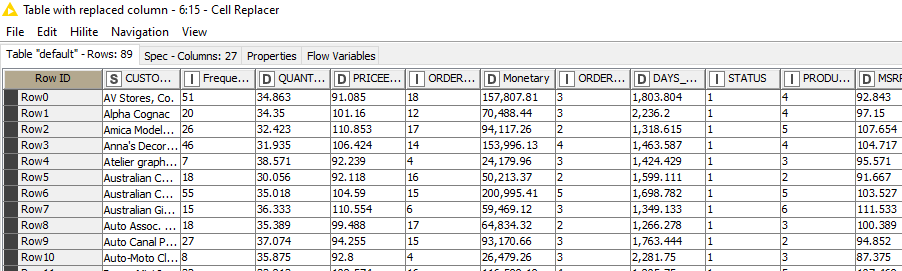 Table with replaced column - 6:15 - Cell Replacer
File Edit Hilite Navigation View
Table "default" - Rows: 89 Spec - Columns: 27 Properties Flow Variables
Row ID S CUSTO... I Freque... D QUANT... D PRICEE... I ORDER... D Monetary I ORDER... D DAYS_... I STATUS I PRODU... D MSRP
Row0 AV Stores, Co. 51 34.863 91.085 18 157,807.81 3 1,803.804 1 4 92.843
Row1 Alpha Cognac 20 34.35 101.16 12 70,488.44 3 2,236.2 1 4 97.15
Row2 Amica Model... 26 32.423 110.853 17 94,117.26 2 1,318.615 1 5 107.654
Row3 Anna's Decor... 46 31.935 106.424 14 153,996.13 4 1,463.587 1 4 104.717
Row4 Atelier graph... 7 38.571 92.239 4 24,179.96 3 1,424.429 1 3 95.571
Row5 Australian C... 18 30.056 92.118 16 50,213.37 2 1,599.111 1 2 91.667
Row6 Australian C... 55 35.018 104.59 15 200,995.41 5 1,698.782 1 5 103.527
Row7 Australian Gi... 15 36.333 110.554 6 59,469.12 3 1,349.133 1 6 111.533
Row8 Auto Assoc. ... 18 35.389 99.488 17 64,834.32 2 1,266.278 1 3 100.389
Row9 Auto Canal P... 27 37.074 94.255 15 93,170.66 3 1,763.444 1 2 94.852
Row10 Auto-Moto Cl... 8 35.875 92.8 4 26,479.26 3 2,281.75 1 3 87.375